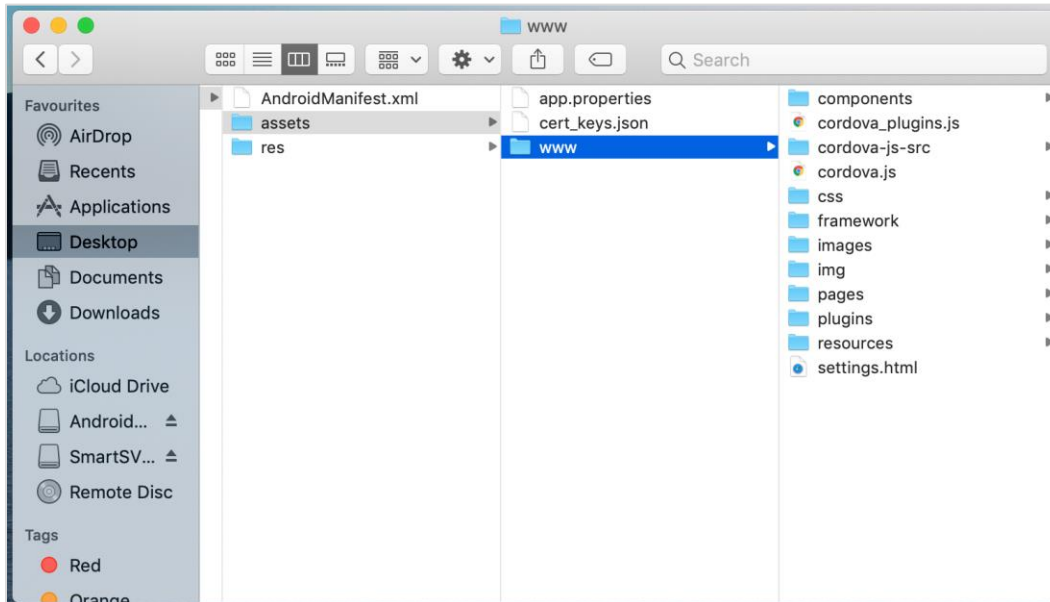 www
Search
Favourites
AirDrop
Recents
Applications
Desktop
Documents
Downloads
Locations
iCloud Drive
Android...
SmartSV...
Remote Disc
Tags
Red
Orange
AndroidManifest.xml
assets
res
app.properties
cert_keys.json
www
components
cordova_plugins.js
cordova-js-src
cordova.js
css
framework
images
img
pages
plugins
resources
settings.html